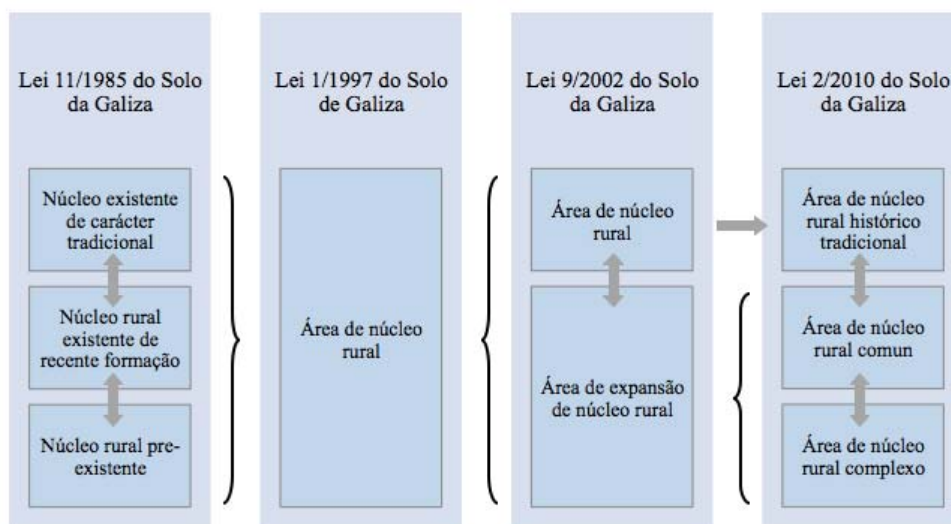 Lei 11/1985 do Solo
da Galiza
Núcleo existente
de carácter
tradicional
Núcleo rural
existente de
recente formação
Núcleo rural pre-
existente
Lei 1/1997 do Solo
de Galiza
Área de núcleo
rural
Lei 9/2002 do Solo
da Galiza
Área de núcleo
rural
Área de expansão
de núcleo rural
Lei 2/2010 do Solo
da Galiza
Área de núcleo
rural histórico
tradicional
Área de núcleo
rural comun
Área de núcleo
rural complexo